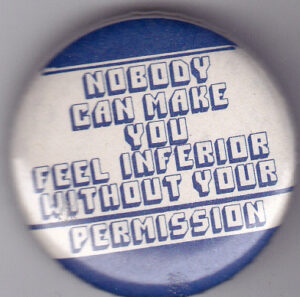 NOBODY
CAN MAKE
YOU
FEEL INFERIOR
WITHOUT YOUR
PERMISSION